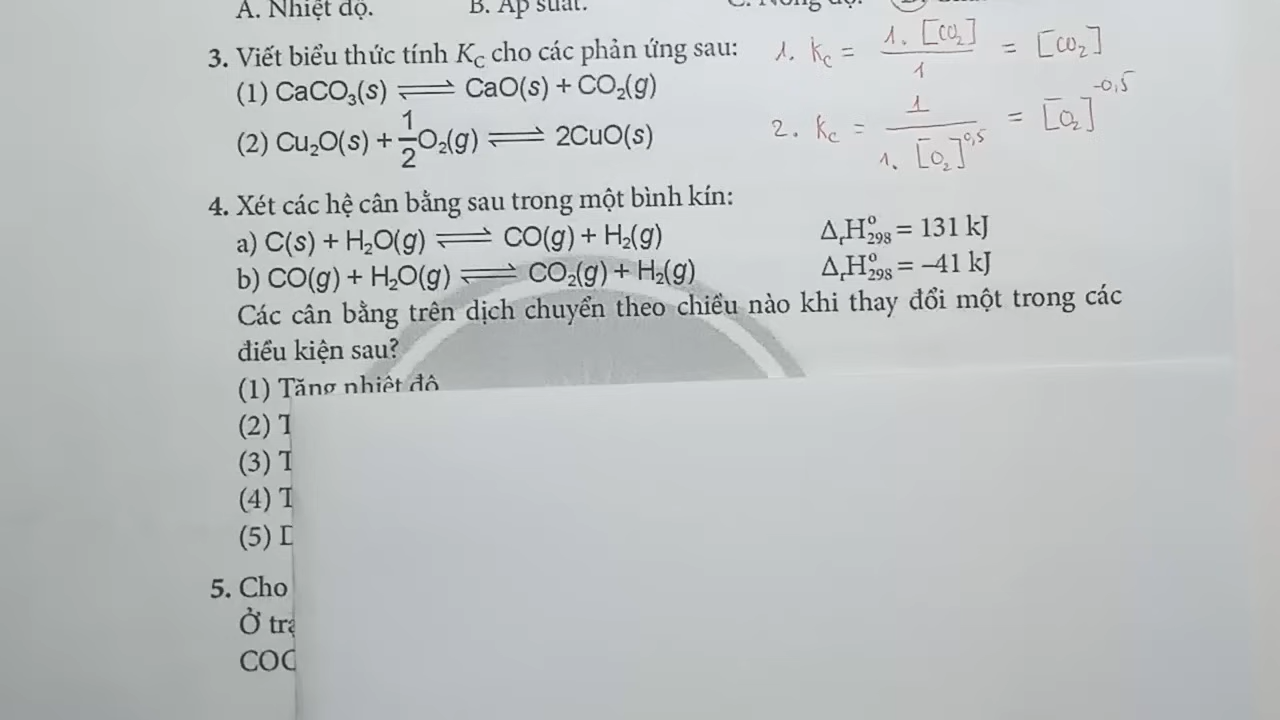 A. Nhiệt độ. B. Áp suất. C. Nồng độ.
3. Viết biểu thức tính K_C cho các phản ứng sau:
1. k_c = 1.[CO₂] / 1 = [CO₂]
(1) CaCO₃(s) ⇌ CaO(s) + CO₂(g)
(2) Cu₂O(s) + 1/2 O₂(g) ⇌ 2CuO(s)
2. k_c = 1 / 1.[O₂]^0,5 = [O₂]^-0,5
4. Xét các hệ cân bằng sau trong một bình kín:
a) C(s) + H₂O(g) ⇌ CO(g) + H₂(g) Δ_rH°₂₉₈ = 131 kJ
b) CO(g) + H₂O(g) ⇌ CO₂(g) + H₂(g) Δ_rH°₂₉₈ = –41 kJ
Các cân bằng trên dịch chuyển theo chiều nào khi thay đổi một trong các
điều kiện sau?
(1) Tăng nhiệt độ
(2) T
(3) T
(4) T
(5)
5. Cho
Ở